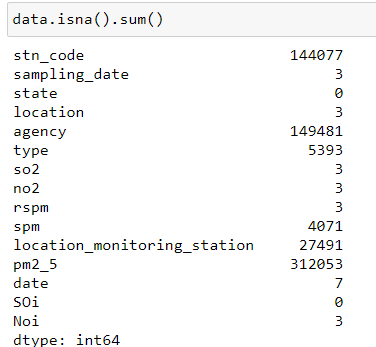 data.isna().sum()
stn_code 144077
sampling_date 3
state 0
location 3
agency 149481
type 5393
so2 3
no2 3
rspm 3
spm 4071
location_monitoring_station 27491
pm2_5 312053
date 7
SOi 0
Noi 3
dtype: int64